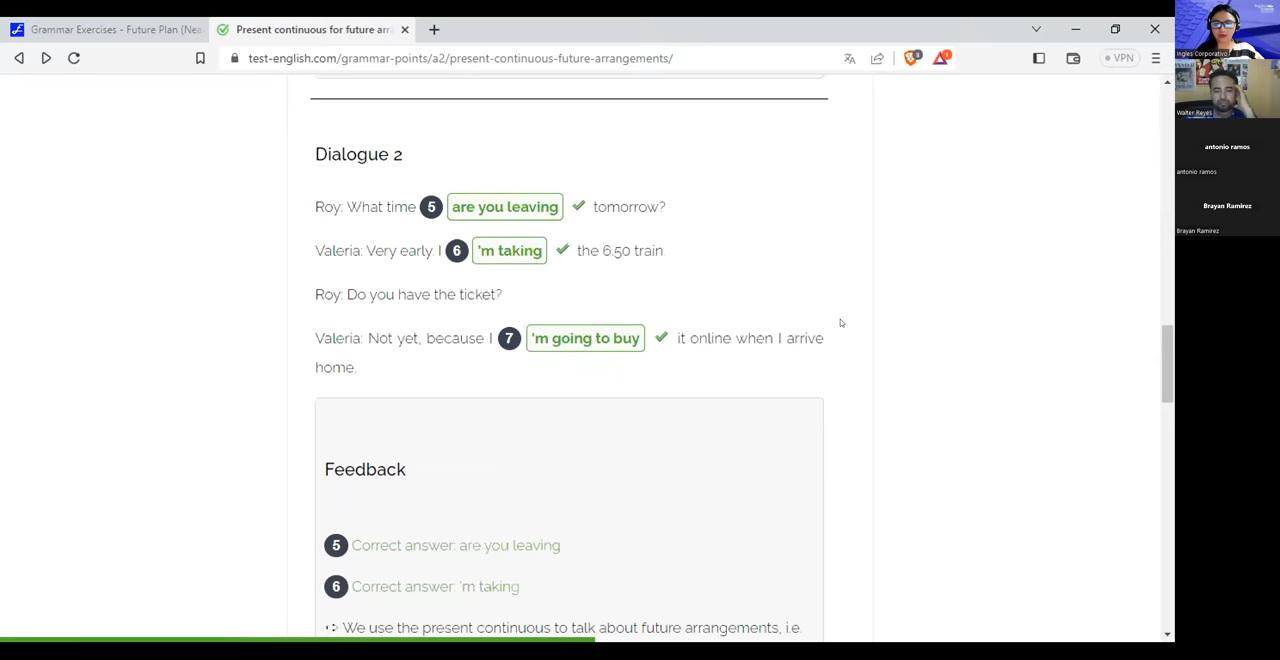 Grammar Exercises - Future Plan (Nea
Present continuous for future arr
test-english.com/grammar-points/a2/present-continuous-future-arrangements/
VPN
Dialogue 2
Roy: What time 5 are you leaving tomorrow?
Valeria: Very early. I 6 'm taking the 6.50 train.
Roy: Do you have the ticket?
Valeria: Not yet, because I 7 'm going to buy it online when I arrive
home.
Feedback
5 Correct answer: are you leaving
6 Correct answer: 'm taking
We use the present continuous to talk about future arrangements, i.e.
Ingles Corporativo
Walter Reyes
antonio ramos
antonio ramos
Brayan Ramirez
Brayan Ramirez